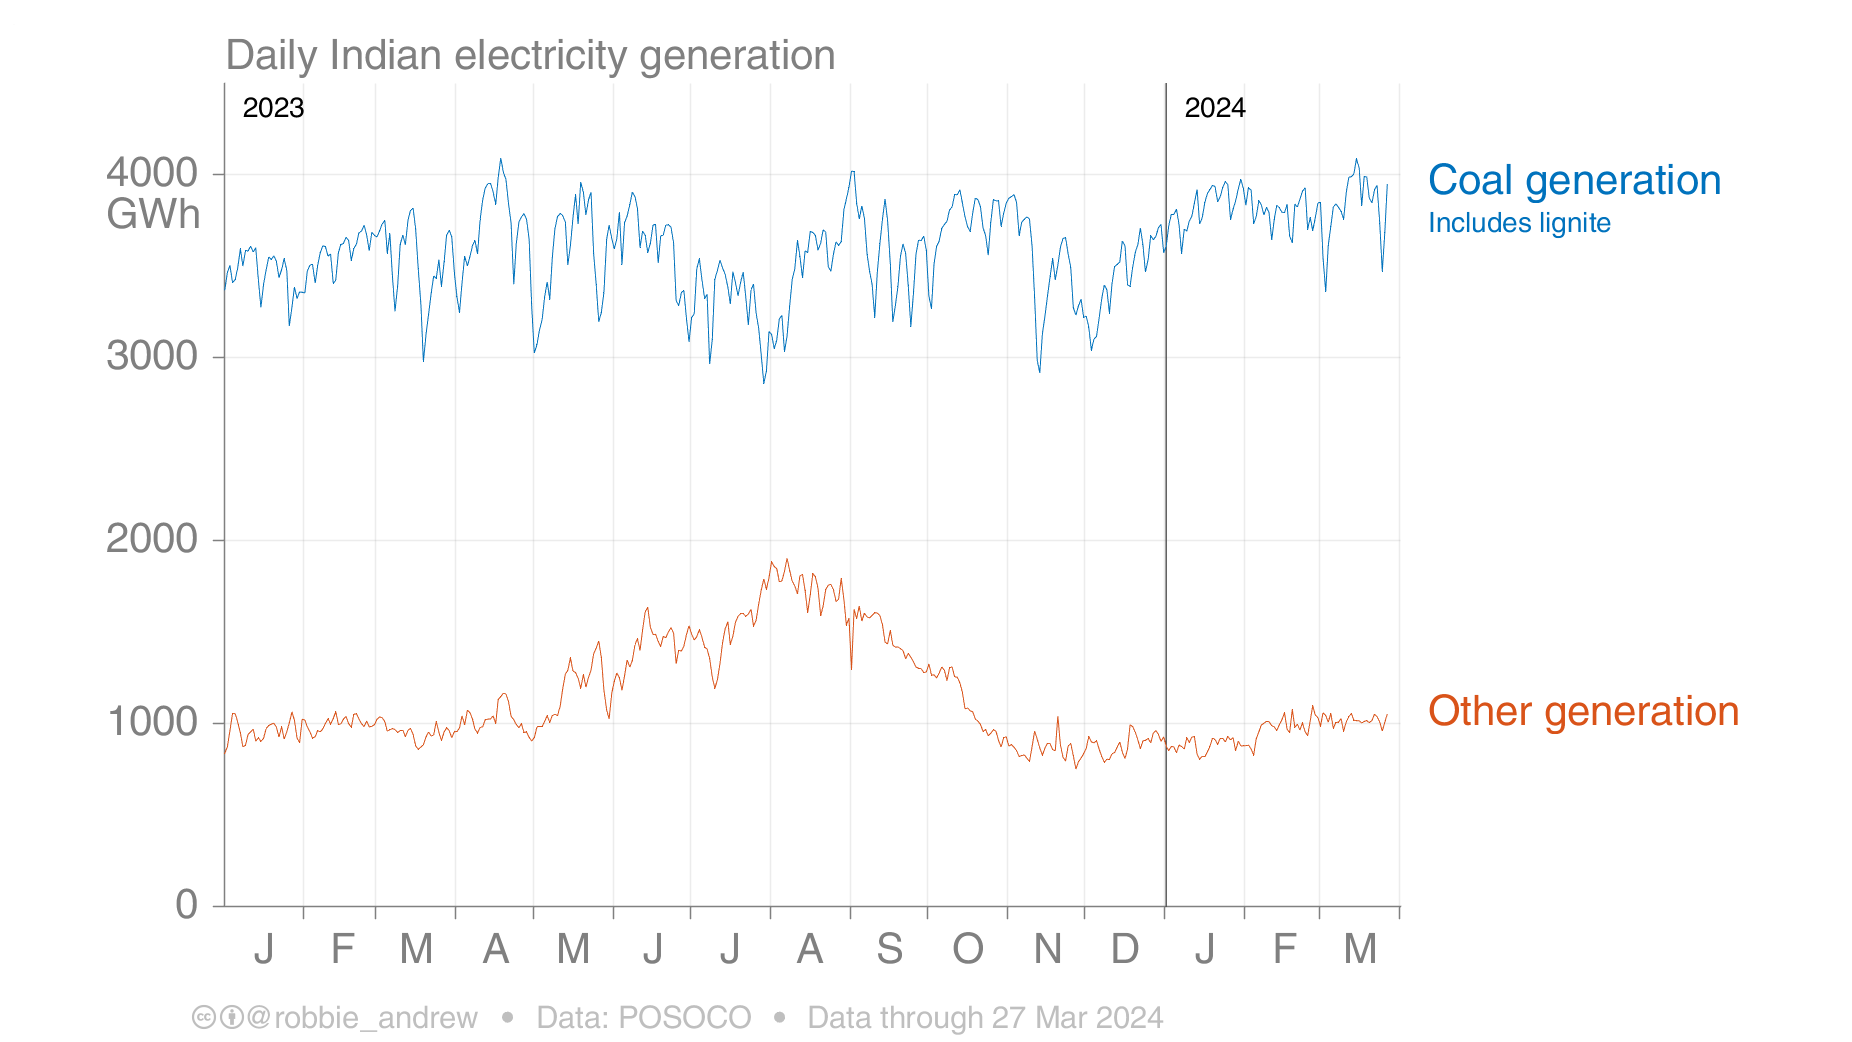 Daily Indian electricity generation
2023
2024
4000
GWh
3000
2000
1000
0
Coal generation
Includes lignite
Other generation
J F M A M J J A S O N D J F M
@robbie_andrew • Data: POSOCO • Data through 27 Mar 2024